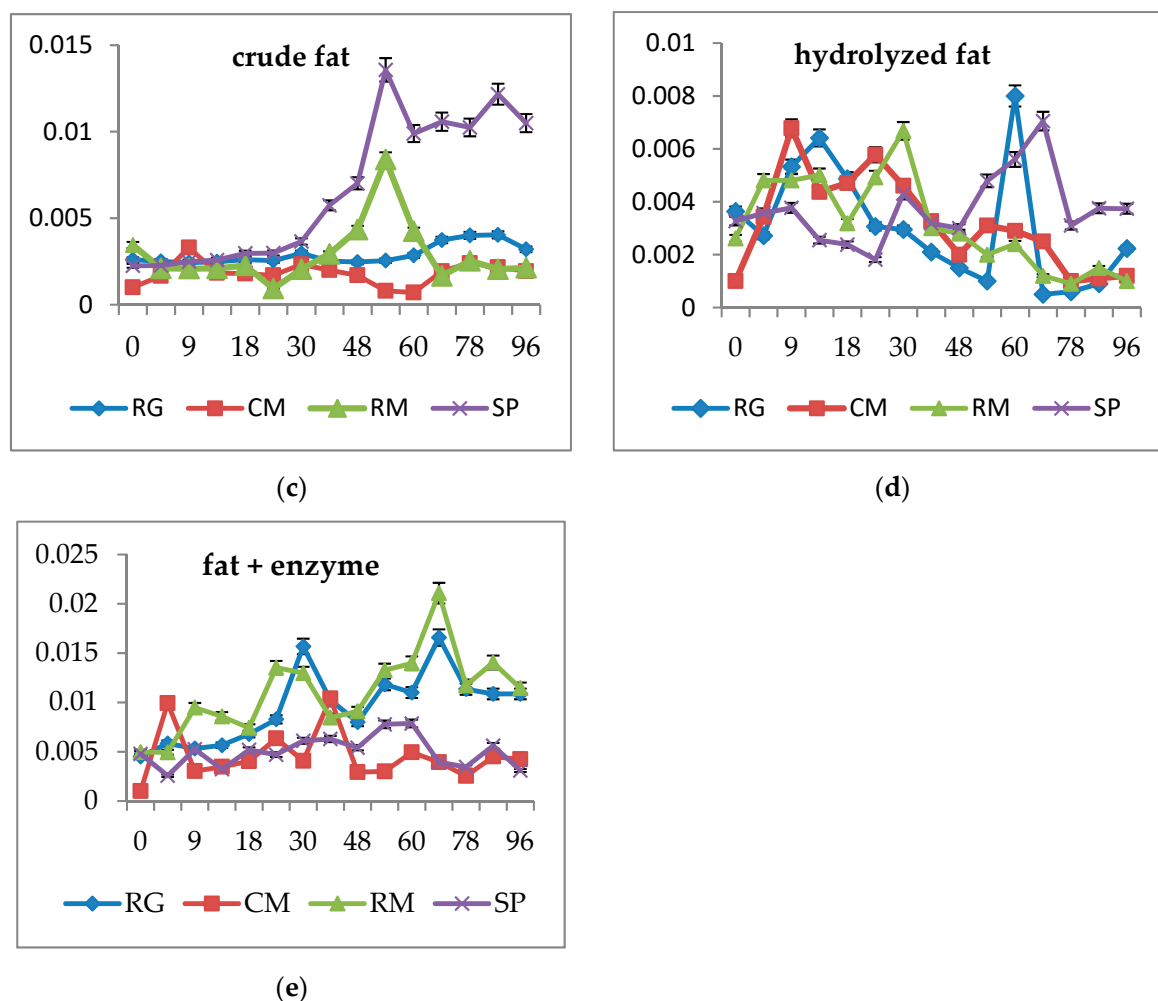 crude fat
0.015
0.01
0.005
0
0 9 18 30 48 60 78 96
RG CM RM SP
(c)
hydrolyzed fat
0.01
0.008
0.006
0.004
0.002
0
0 9 18 30 48 60 78 96
RG CM RM SP
(d)
fat + enzyme
0.025
0.02
0.015
0.01
0.005
0
0 9 18 30 48 60 78 96
RG CM RM SP
(e)